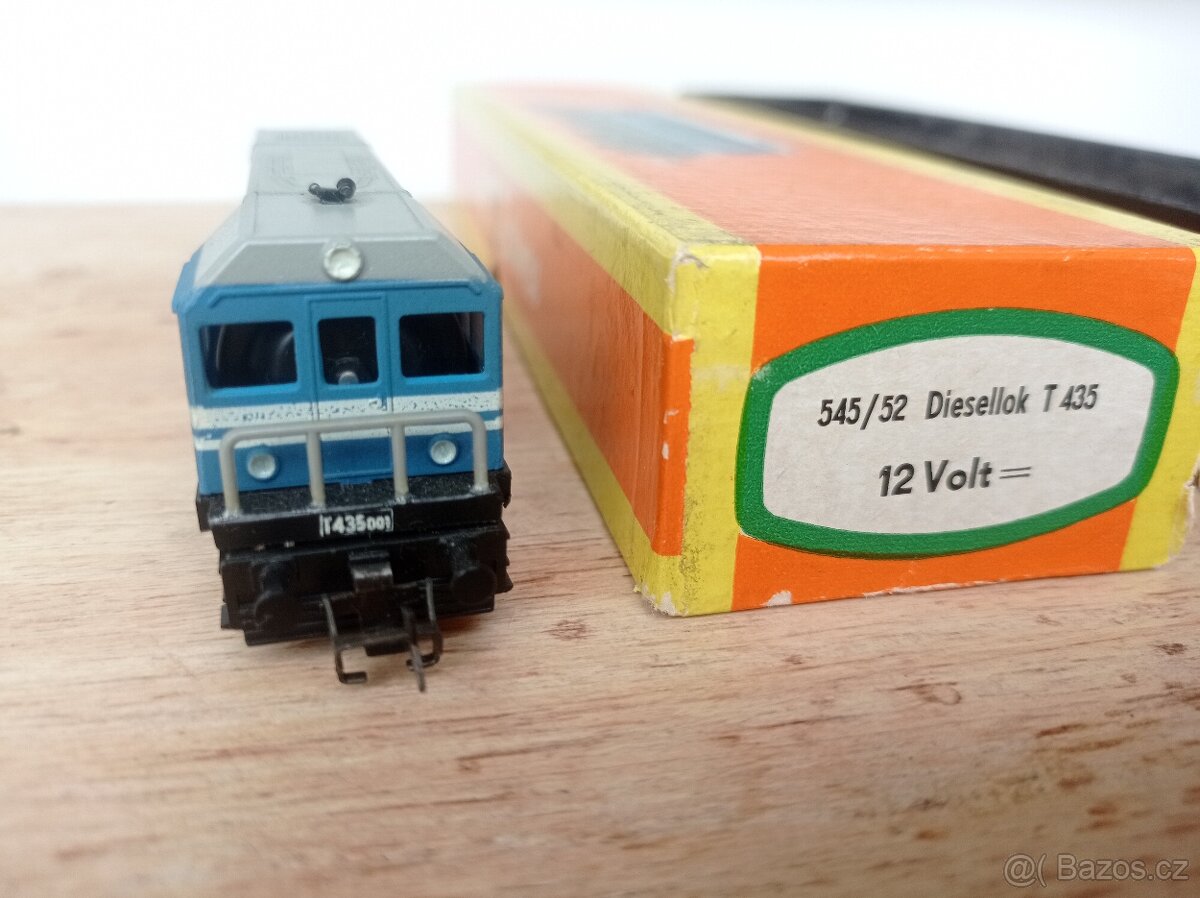 T435001
545/52 Diesellok T 435
12 Volt =
@( Bazos.cz